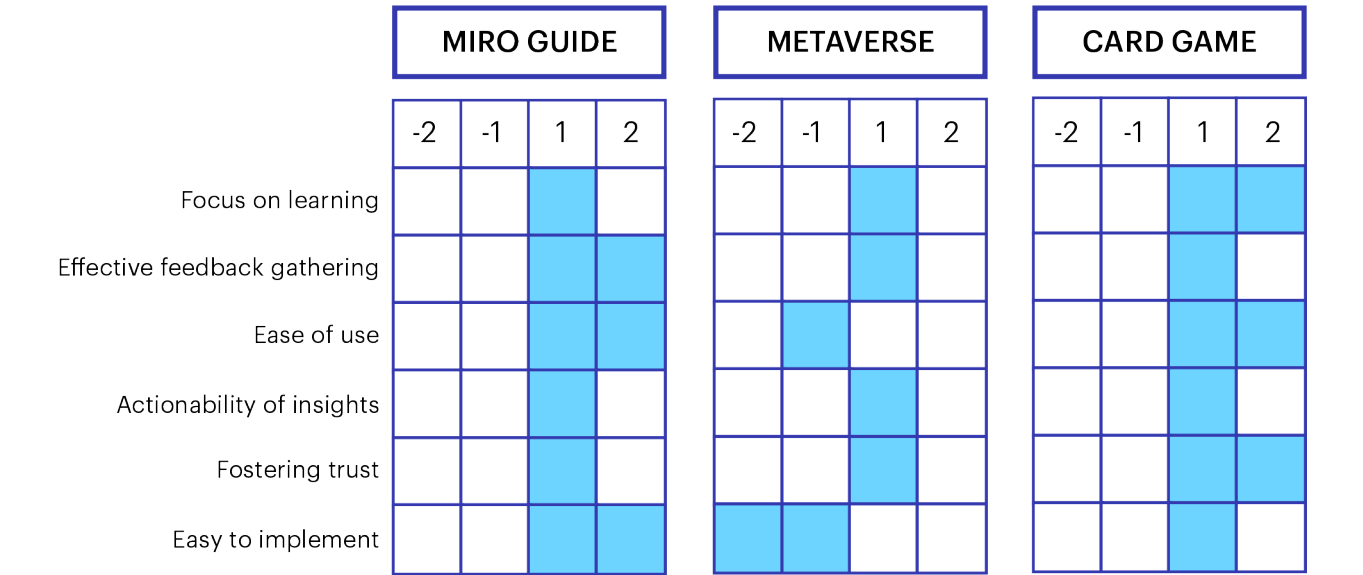 MIRO GUIDE METAVERSE CARD GAME
-2 -1 1 2 -2 -1 1 2 -2 -1 1 2
Focus on learning
Effective feedback gathering
Ease of use
Actionability of insights
Fostering trust
Easy to implement